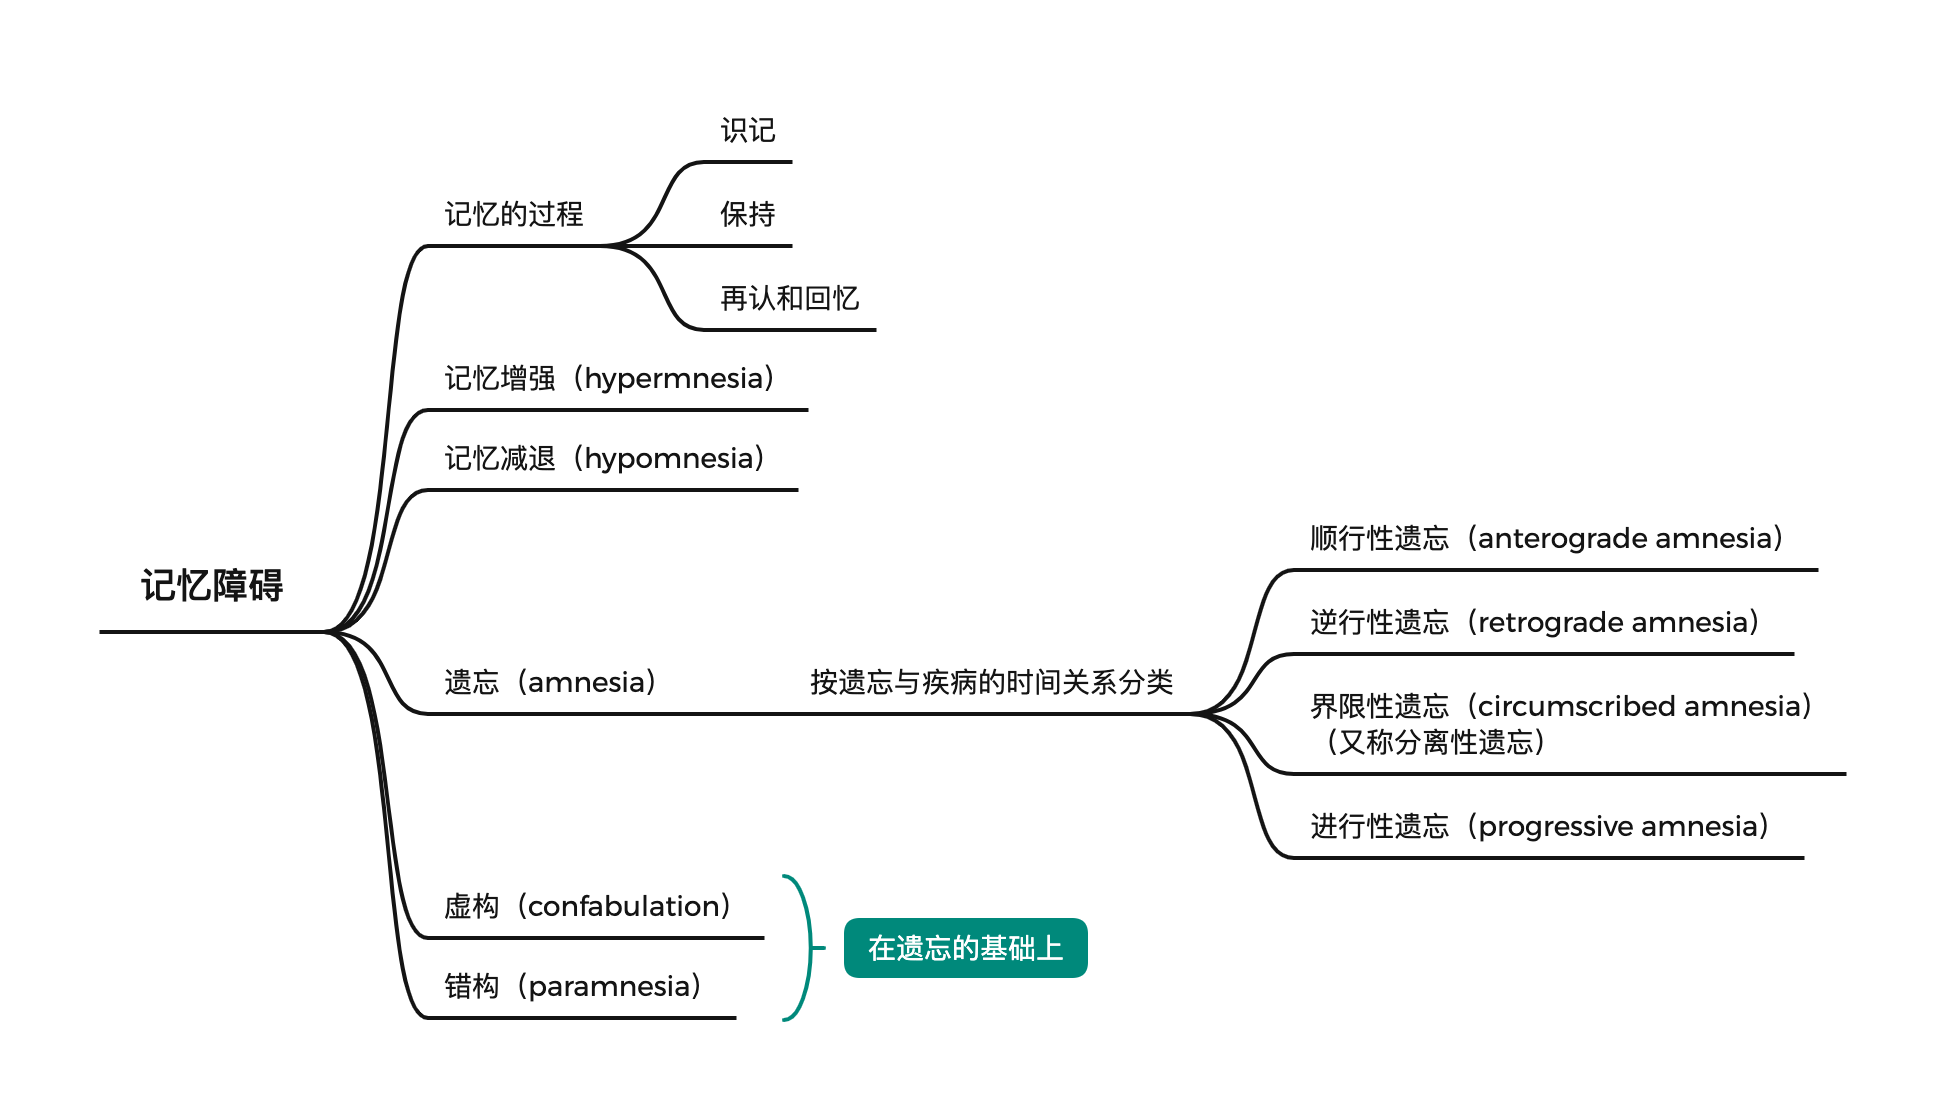 识记
记忆的过程
保持
再认和回忆
记忆增强（hypermnesia）
记忆减退（hypomnesia）
记忆障碍
遗忘（amnesia）
按遗忘与疾病的时间关系分类
顺行性遗忘（anterograde amnesia）
逆行性遗忘（retrograde amnesia）
界限性遗忘（circumscribed amnesia）
（又称分离性遗忘）
进行性遗忘（progressive amnesia）
虚构（confabulation）
错构（paramnesia）
在遗忘的基础上